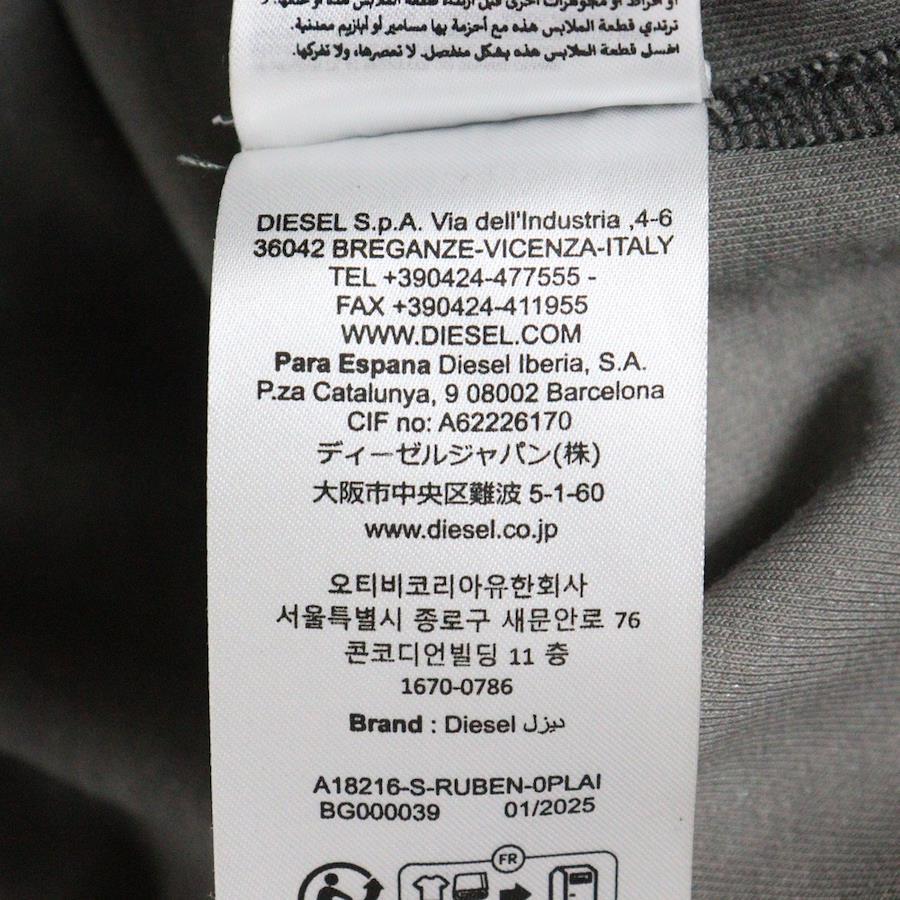 ترتدي قطعة الملابس هذه مع أحزمة بها مسامير أو أبازيم معدنية.
اغسل قطعة الملابس هذه بشكل منفصل. لا تعصرها، ولا تفركها.
DIESEL S.p.A. Via dell'Industria ,4-6
36042 BREGANZE-VICENZA-ITALY
TEL +390424-477555 -
FAX +390424-411955
WWW.DIESEL.COM
Para Espana Diesel Iberia, S.A.
P.za Catalunya, 9 08002 Barcelona
CIF no: A62226170
ディーゼルジャパン(株)
大阪市中央区難波 5-1-60
www.diesel.co.jp
오티비코리아유한회사
서울특별시 종로구 새문안로 76
콘코디언빌딩 11 층
1670-0786
Brand : Diesel ديزل
A18216-S-RUBEN-0PLAI
BG000039 01/2025
FR